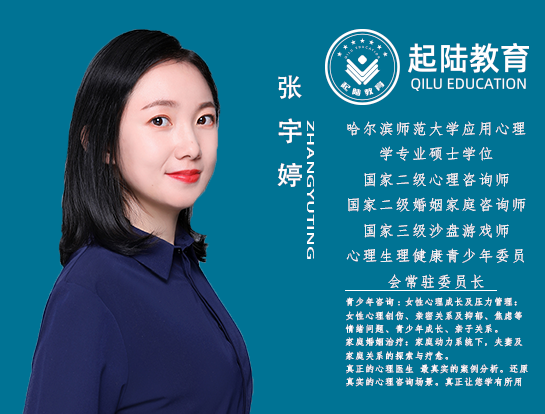 起陆教育
QILU EDUCATION
起陆教育
张宇婷
ZHANGYUTING
哈尔滨师范大学应用心理
学专业硕士学位
国家二级心理咨询师
国家二级婚姻家庭咨询师
国家三级沙盘游戏师
心理生理健康青少年委员
会常驻委员长
青少年咨询：女性心理成长及压力管理：
女性心理创伤、亲密关系及抑郁、焦虑等
情绪问题、青少年成长、亲子关系。
家庭婚姻治疗：家庭动力系统下，夫妻及
家庭关系的探索与疗愈。
真正的心理医生 最真实的案例分析。还原
真实的心理咨询场景。真正让您学有所用